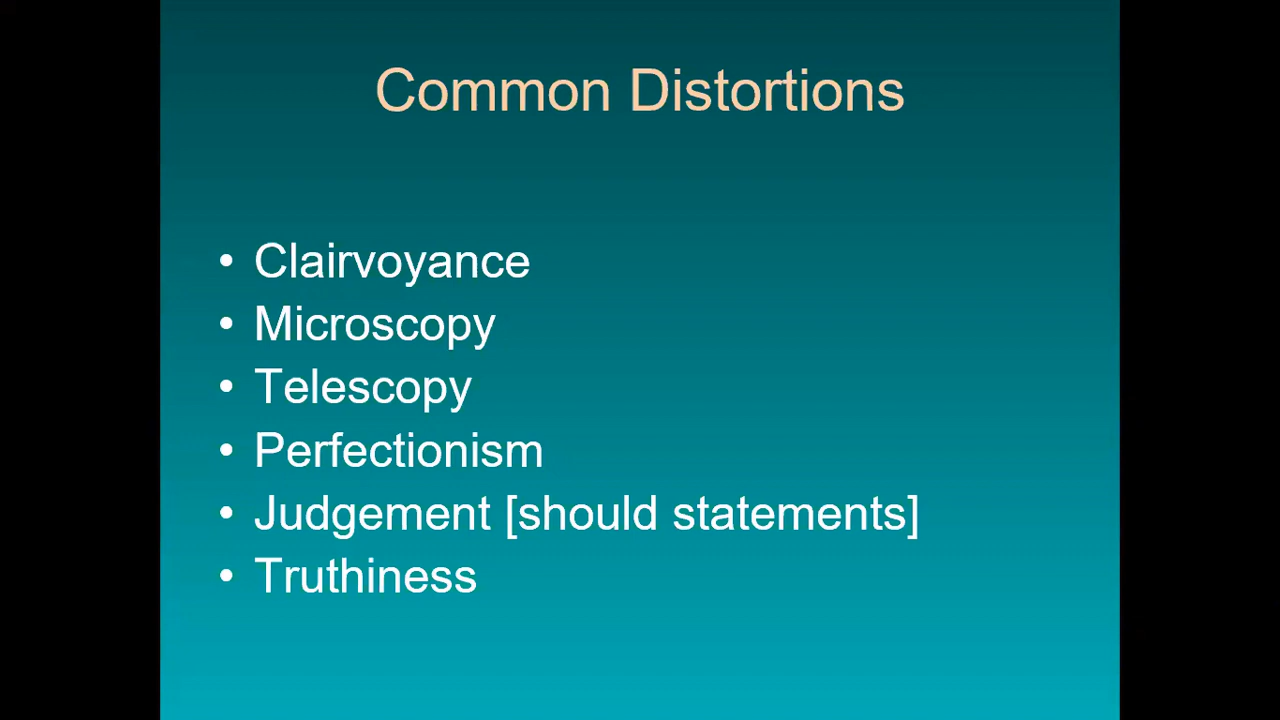 Common Distortions
• Clairvoyance
• Microscopy
• Telescopy
• Perfectionism
• Judgement [should statements]
• Truthiness